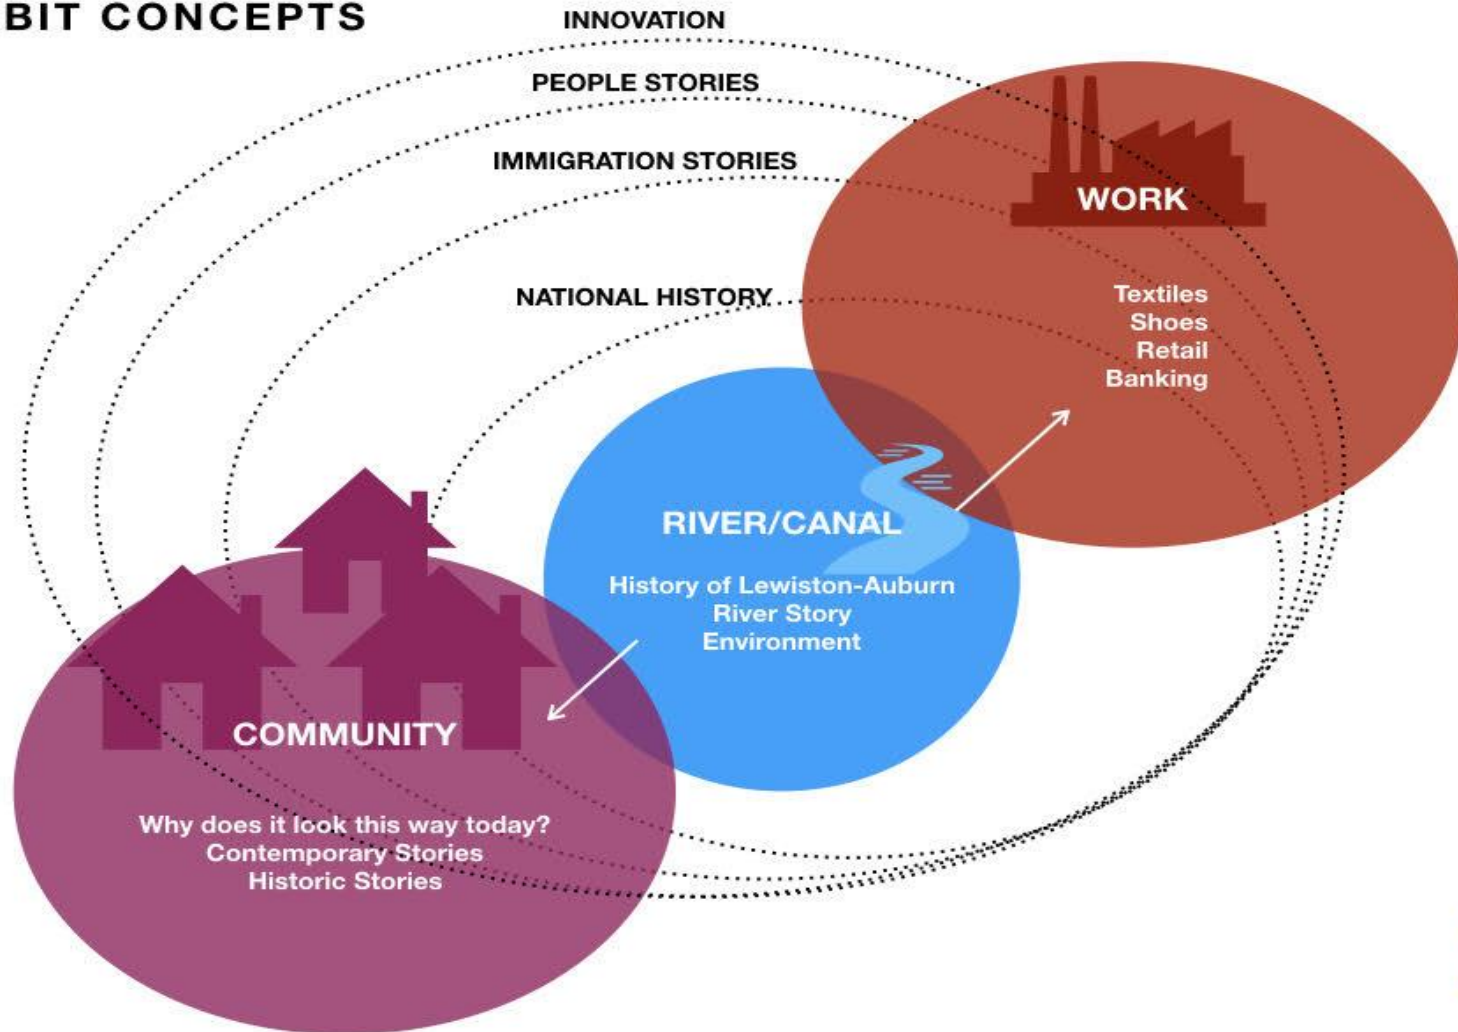 BIT CONCEPTS
INNOVATION
PEOPLE STORIES
IMMIGRATION STORIES
NATIONAL HISTORY
WORK
Textiles
Shoes
Retail
Banking
RIVER/CANAL
History of Lewiston-Auburn
River Story
Environment
COMMUNITY
Why does it look this way today?
Contemporary Stories
Historic Stories